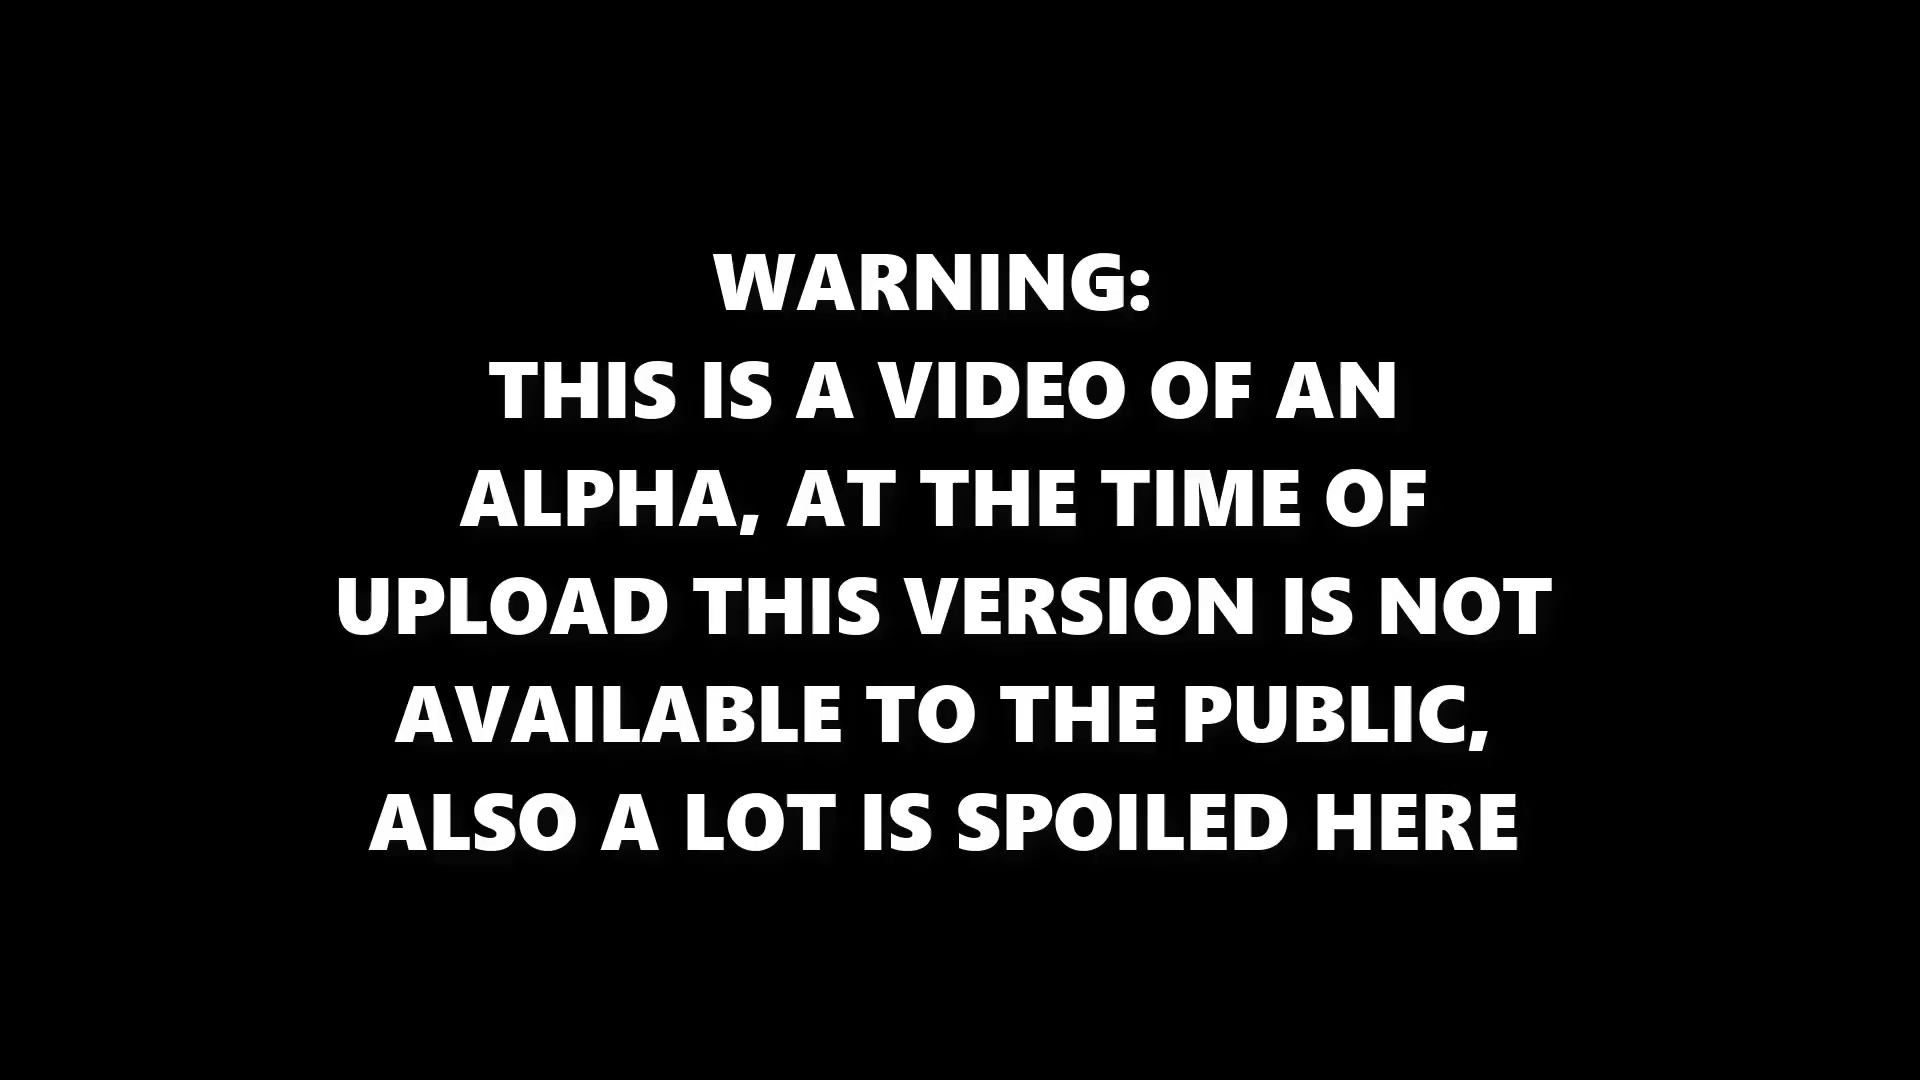 WARNING:
THIS IS A VIDEO OF AN
ALPHA, AT THE TIME OF
UPLOAD THIS VERSION IS NOT
AVAILABLE TO THE PUBLIC,
ALSO A LOT IS SPOILED HERE